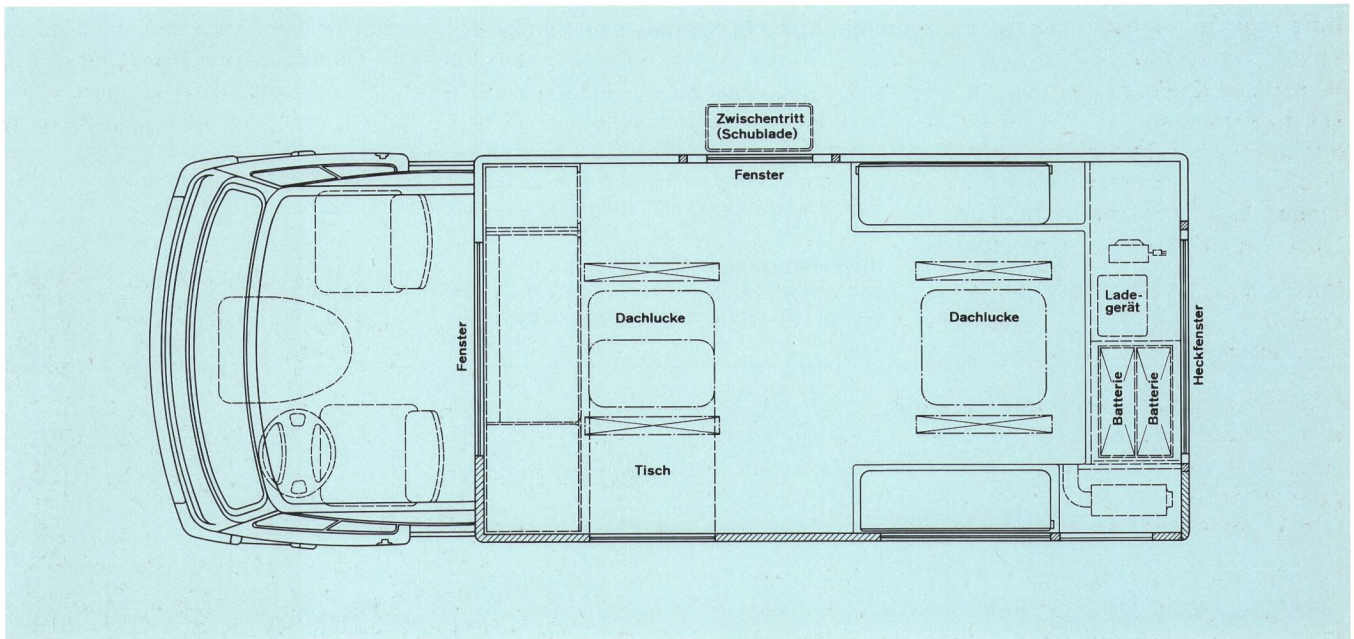 Zwischentritt
(Schublade)
Fenster
Fenster
Dachlucke
Dachlucke
Lade-
gerät
Batterie
Batterie
Heckfenster
Tisch